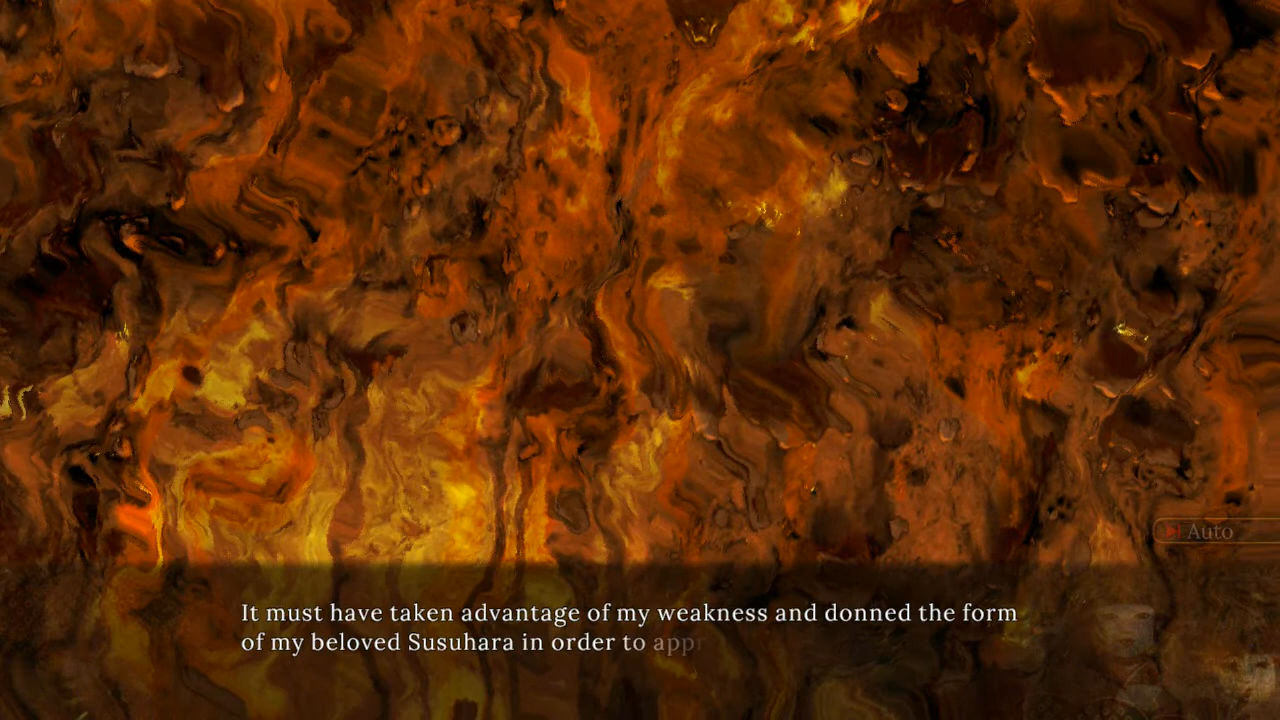 Auto
It must have taken advantage of my weakness and donned the form
of my beloved Susuhara in order to appr